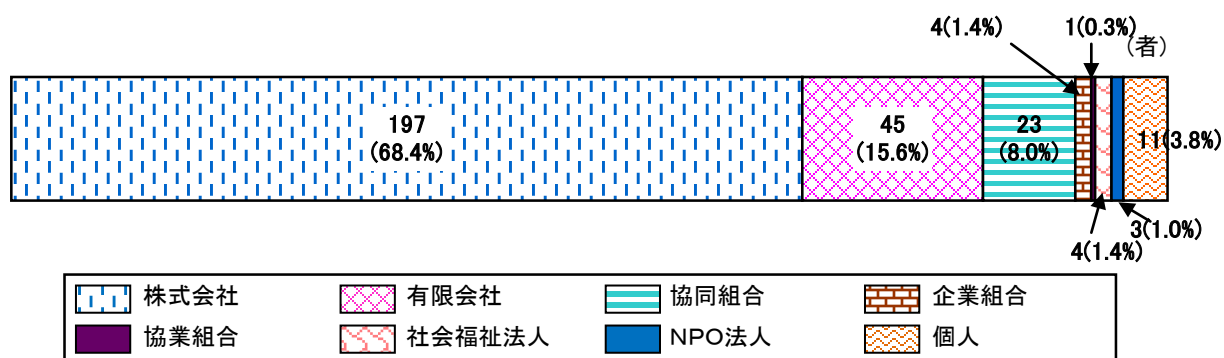 4(1.4%)
1(0.3%)
(者)
197
(68.4%)
45
(15.6%)
23
(8.0%)
11(3.8%)
3(1.0%)
4(1.4%)
株式会社
有限会社
協同組合
企業組合
協業組合
社会福祉法人
NPO法人
個人